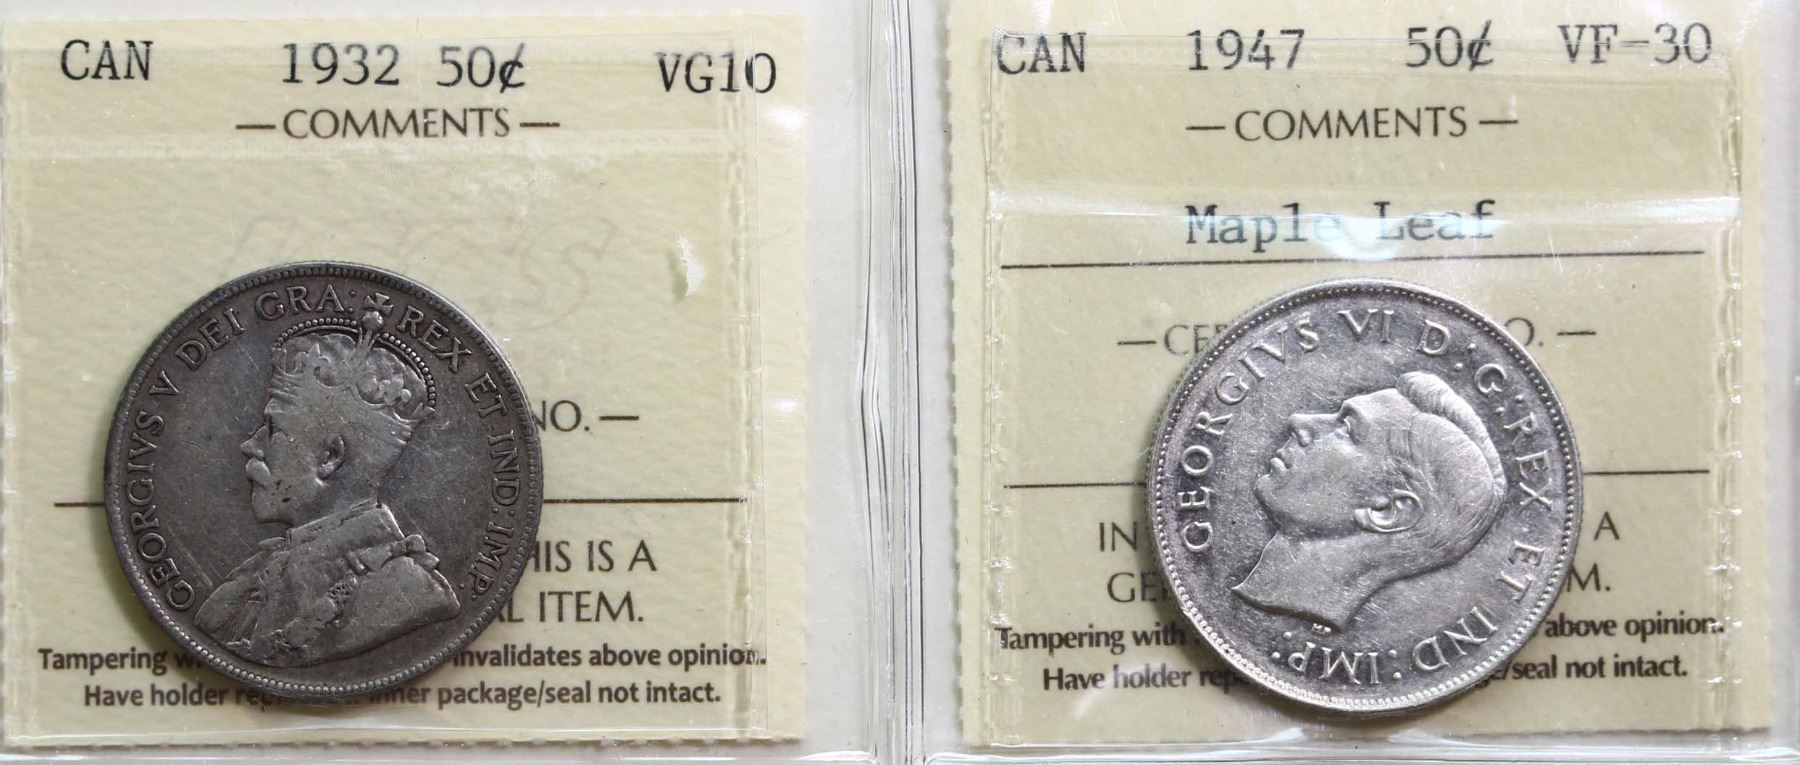 CAN 1932 50¢ VG10
— COMMENTS —
NO. —
HIS IS A
L ITEM.
Tampering w invalidates above opinion.
Have holder rep inner package/seal not intact.
GEORGIVS V DEI GRA: REX ET IND: IMP:
CAN 1947 50¢ VF-30
— COMMENTS —
Maple Leaf
— CE O. —
IN A
GE M.
Tampering with above opinion.
Have holder rep e/seal not intact.
GEORGIVS VI D: G: REX ET IND: IMP:
HP